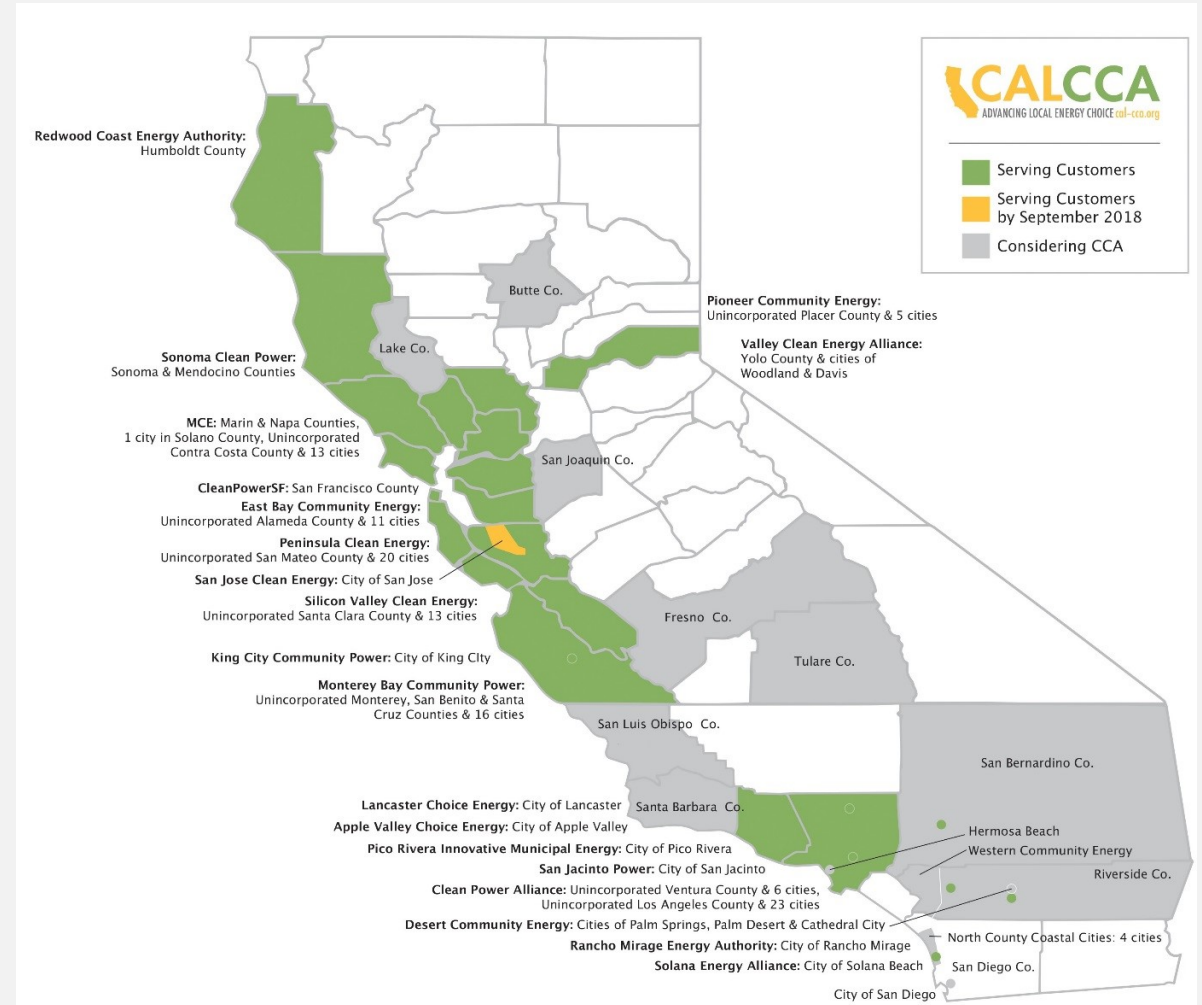 CALCCA
ADVANCING LOCAL ENERGY CHOICE cal-cca.org
Serving Customers
Serving Customers
by September 2018
Considering CCA
Redwood Coast Energy Authority:
Humboldt County
Butte Co.
Pioneer Community Energy:
Unincorporated Placer County & 5 cities
Lake Co.
Valley Clean Energy Alliance:
Yolo County & cities of
Woodland & Davis
Sonoma Clean Power:
Sonoma & Mendocino Counties
MCE: Marin & Napa Counties,
1 city in Solano County, Unincorporated
Contra Costa County & 13 cities
San Joaquin Co.
CleanPowerSF: San Francisco County
East Bay Community Energy:
Unincorporated Alameda County & 11 cities
Peninsula Clean Energy:
Unincorporated San Mateo County & 20 cities
San Jose Clean Energy: City of San Jose
Silicon Valley Clean Energy:
Unincorporated Santa Clara County & 13 cities
Fresno Co.
King City Community Power: City of King CIty
Tulare Co.
Monterey Bay Community Power:
Unincorporated Monterey, San Benito & Santa
Cruz Counties & 16 cities
San Luis Obispo Co.
San Bernardino Co.
Lancaster Choice Energy: City of Lancaster
Santa Barbara Co.
Apple Valley Choice Energy: City of Apple Valley
Hermosa Beach
Pico Rivera Innovative Municipal Energy: City of Pico Rivera
Western Community Energy
San Jacinto Power: City of San Jacinto
Riverside Co.
Clean Power Alliance: Unincorporated Ventura County & 6 cities,
Unincorporated Los Angeles County & 23 cities
Desert Community Energy: Cities of Palm Springs, Palm Desert & Cathedral City
North County Coastal Cities: 4 cities
Rancho Mirage Energy Authority: City of Rancho Mirage
Solana Energy Alliance: City of Solana Beach
San Diego Co.
City of San Diego